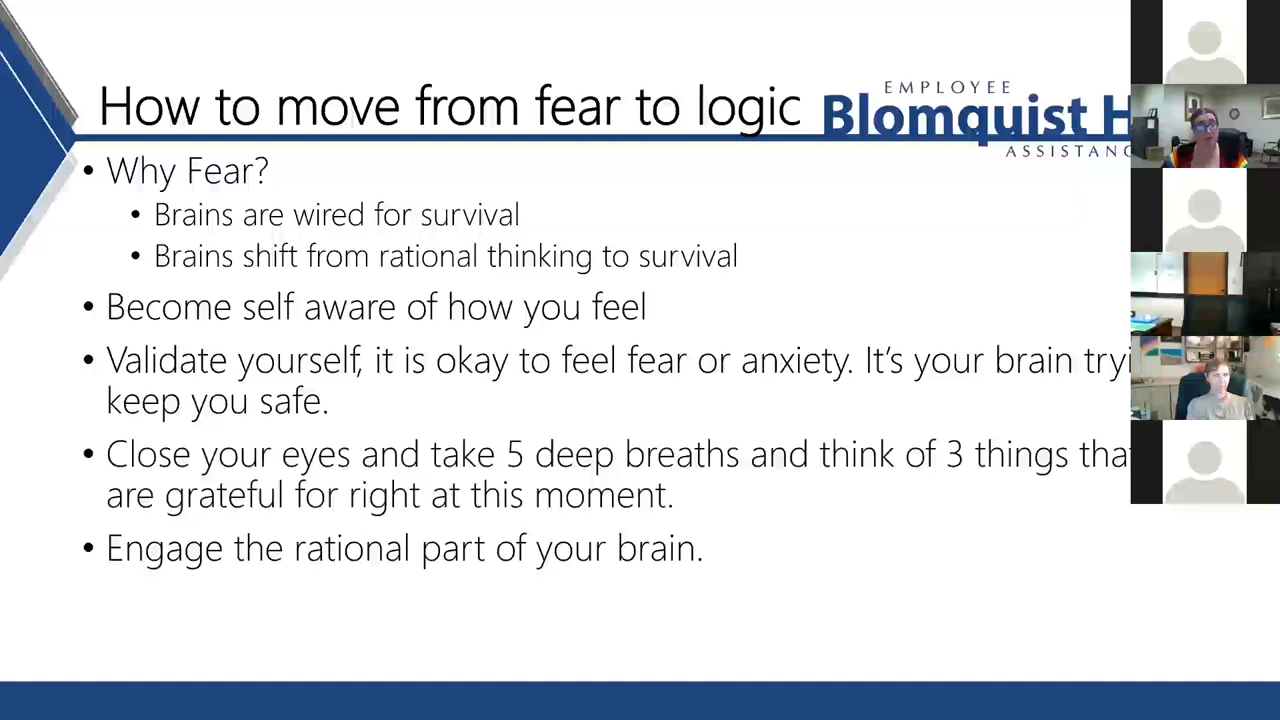 How to move from fear to logic
EMPLOYEE
Blomquist H
ASSISTANC
• Why Fear?
• Brains are wired for survival
• Brains shift from rational thinking to survival
• Become self aware of how you feel
• Validate yourself, it is okay to feel fear or anxiety. It’s your brain tryi
keep you safe.
• Close your eyes and take 5 deep breaths and think of 3 things tha
are grateful for right at this moment.
• Engage the rational part of your brain.